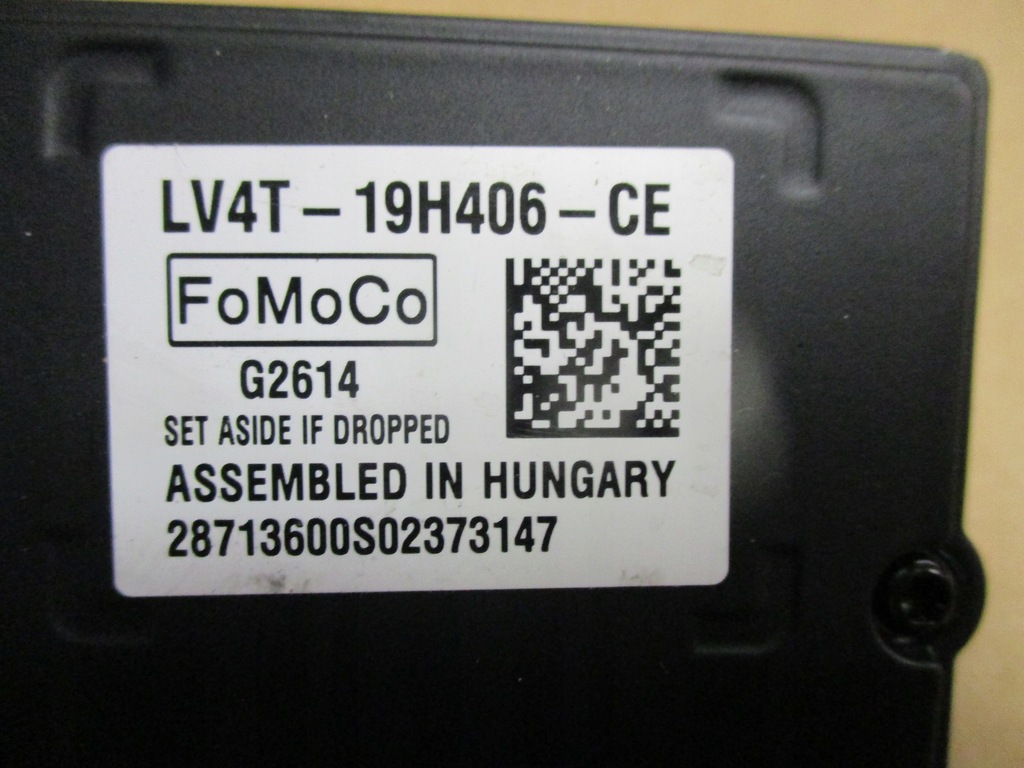 LV4T – 19H406 – CE
FoMoCo
G2614
SET ASIDE IF DROPPED
ASSEMBLED IN HUNGARY
28713600S02373147